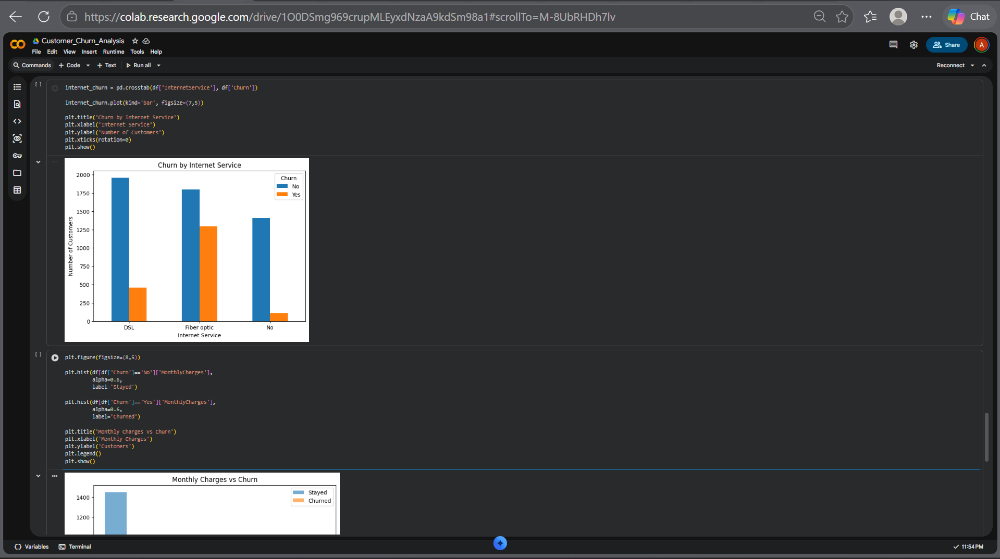 https://colab.research.google.com/drive/1O0DSmg969crupMLEyxdNzaA9kdSm98a1#scrollTo=M-8UbRHDh7lv
Chat
Customer_Churn_Analysis
File Edit View Insert Runtime Tools Help
Share
A
Commands + Code + Text Run all
Reconnect
[ ]
internet_churn = pd.crosstab(df['InternetService'], df['Churn'])
internet_churn.plot(kind='bar', figsize=(7,5))
plt.title('Churn by Internet Service')
plt.xlabel('Internet Service')
plt.ylabel('Number of Customers')
plt.xticks(rotation=0)
plt.show()
Churn by Internet Service
Churn
No
Yes
2000
1750
1500
1250
1000
750
500
250
0
Number of Customers
DSL Fiber optic No
Internet Service
[ ]
plt.figure(figsize=(8,5))
plt.hist(df[df['Churn']=='No']['MonthlyCharges'],
alpha=0.6,
label='Stayed')
plt.hist(df[df['Churn']=='Yes']['MonthlyCharges'],
alpha=0.6,
label='Churned')
plt.title('Monthly Charges vs Churn')
plt.xlabel('Monthly Charges')
plt.ylabel('Customers')
plt.legend()
plt.show()
Monthly Charges vs Churn
Stayed
Churned
1400
1200
Variables Terminal
11:54 PM